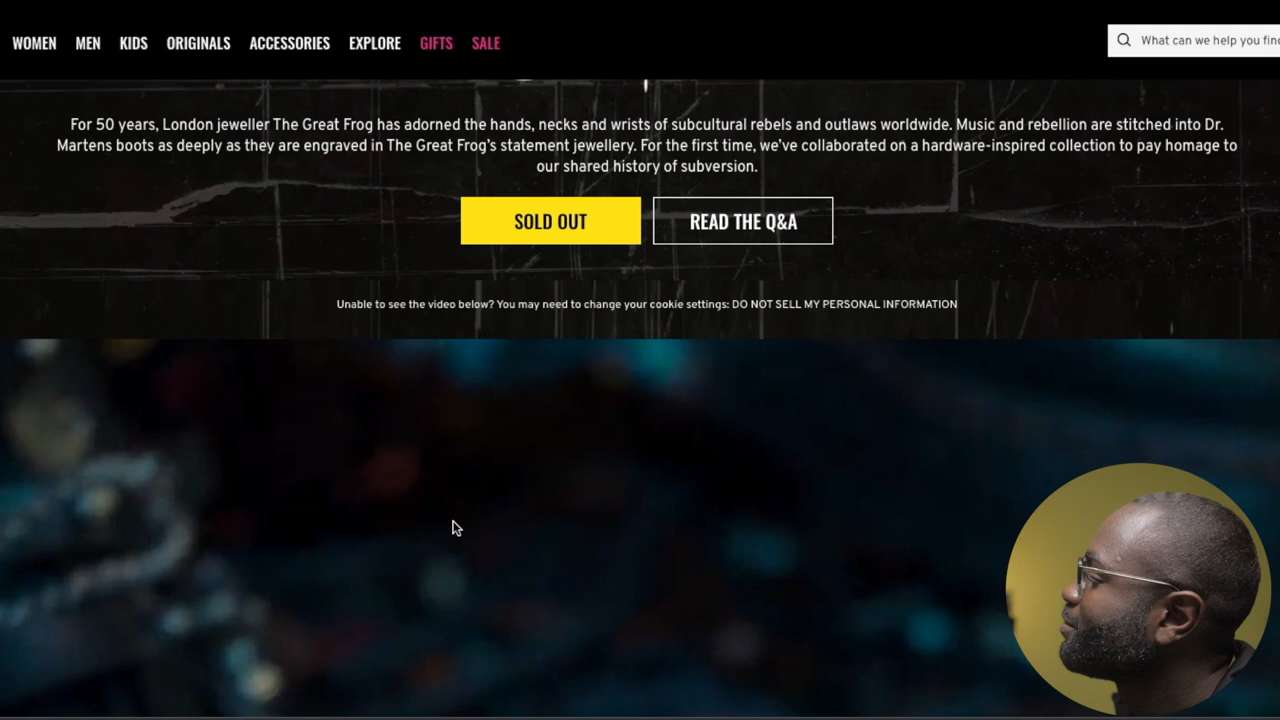 WOMEN MEN KIDS ORIGINALS ACCESSORIES EXPLORE GIFTS SALE
What can we help you find
For 50 years, London jeweller The Great Frog has adorned the hands, necks and wrists of subcultural rebels and outlaws worldwide. Music and rebellion are stitched into Dr.
Martens boots as deeply as they are engraved in The Great Frog's statement jewellery. For the first time, we've collaborated on a hardware-inspired collection to pay homage to
our shared history of subversion.
SOLD OUT
READ THE Q&A
Unable to see the video below? You may need to change your cookie settings: DO NOT SELL MY PERSONAL INFORMATION